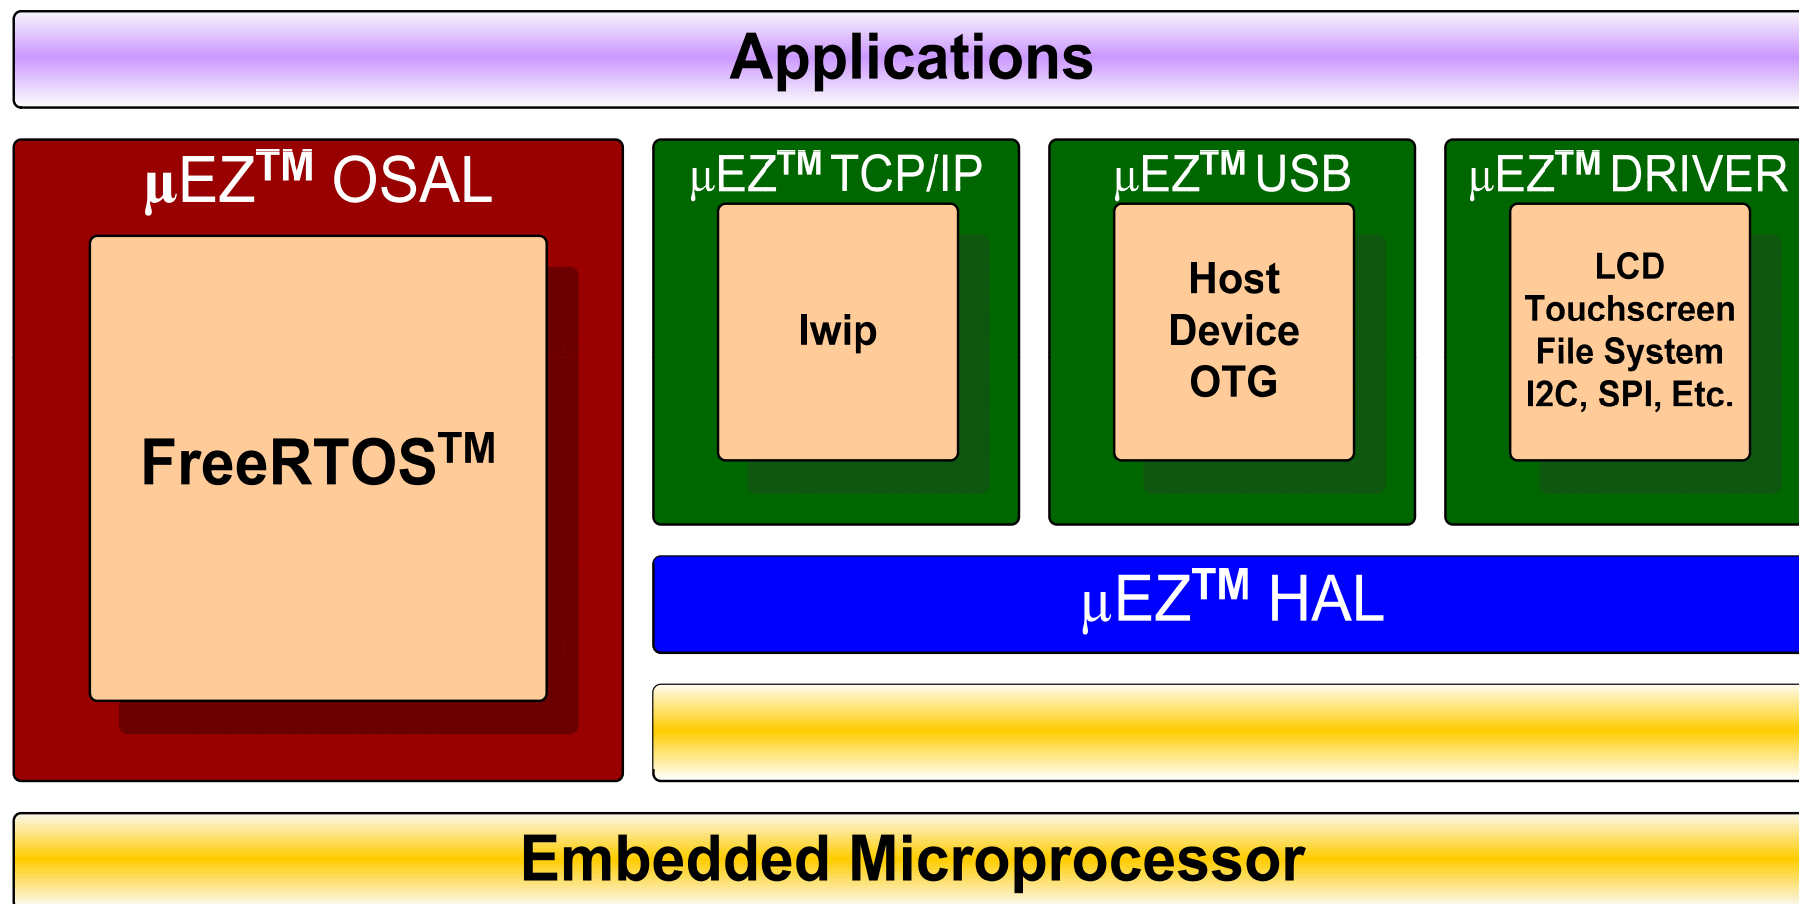 Applications
μEZ™ OSAL
FreeRTOS™
μEZ™ TCP/IP
lwip
μEZ™ USB
Host
Device
OTG
μEZ™ DRIVER
LCD
Touchscreen
File System
I2C, SPI, Etc.
μEZ™ HAL
Embedded Microprocessor